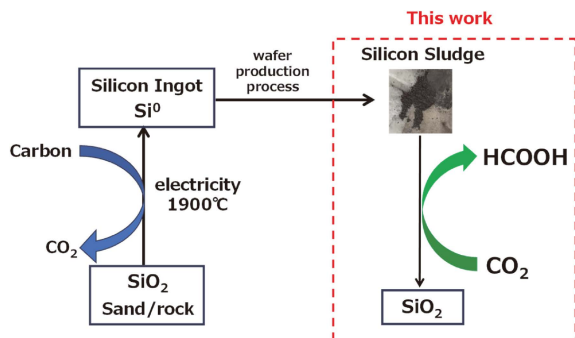 This work
wafer
production
process
Silicon Ingot
Si⁰
Silicon Sludge
Carbon
electricity
1900℃
CO₂
HCOOH
CO₂
SiO₂
Sand/rock
SiO₂